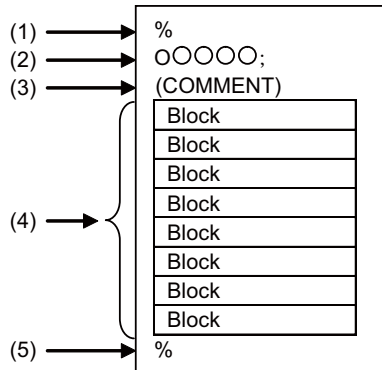 (1) %
(2) O○○○○;
(3) (COMMENT)
Block
Block
Block
Block
(4) Block
Block
Block
Block
(5) %